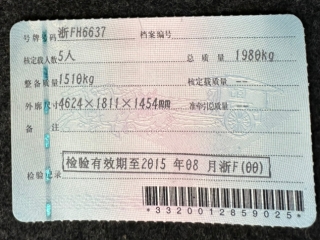 号牌号码 浙FH6637 档案编号
核定载人数 5人 总 质 量 1980kg
整备质量 1510kg 核定载质量 --
外廓尺寸 4624×1811×1454mm 准牵引总质量 --
备 注
检验记录 检验有效期至2015 年08 月浙F(00)
*3320012859025*